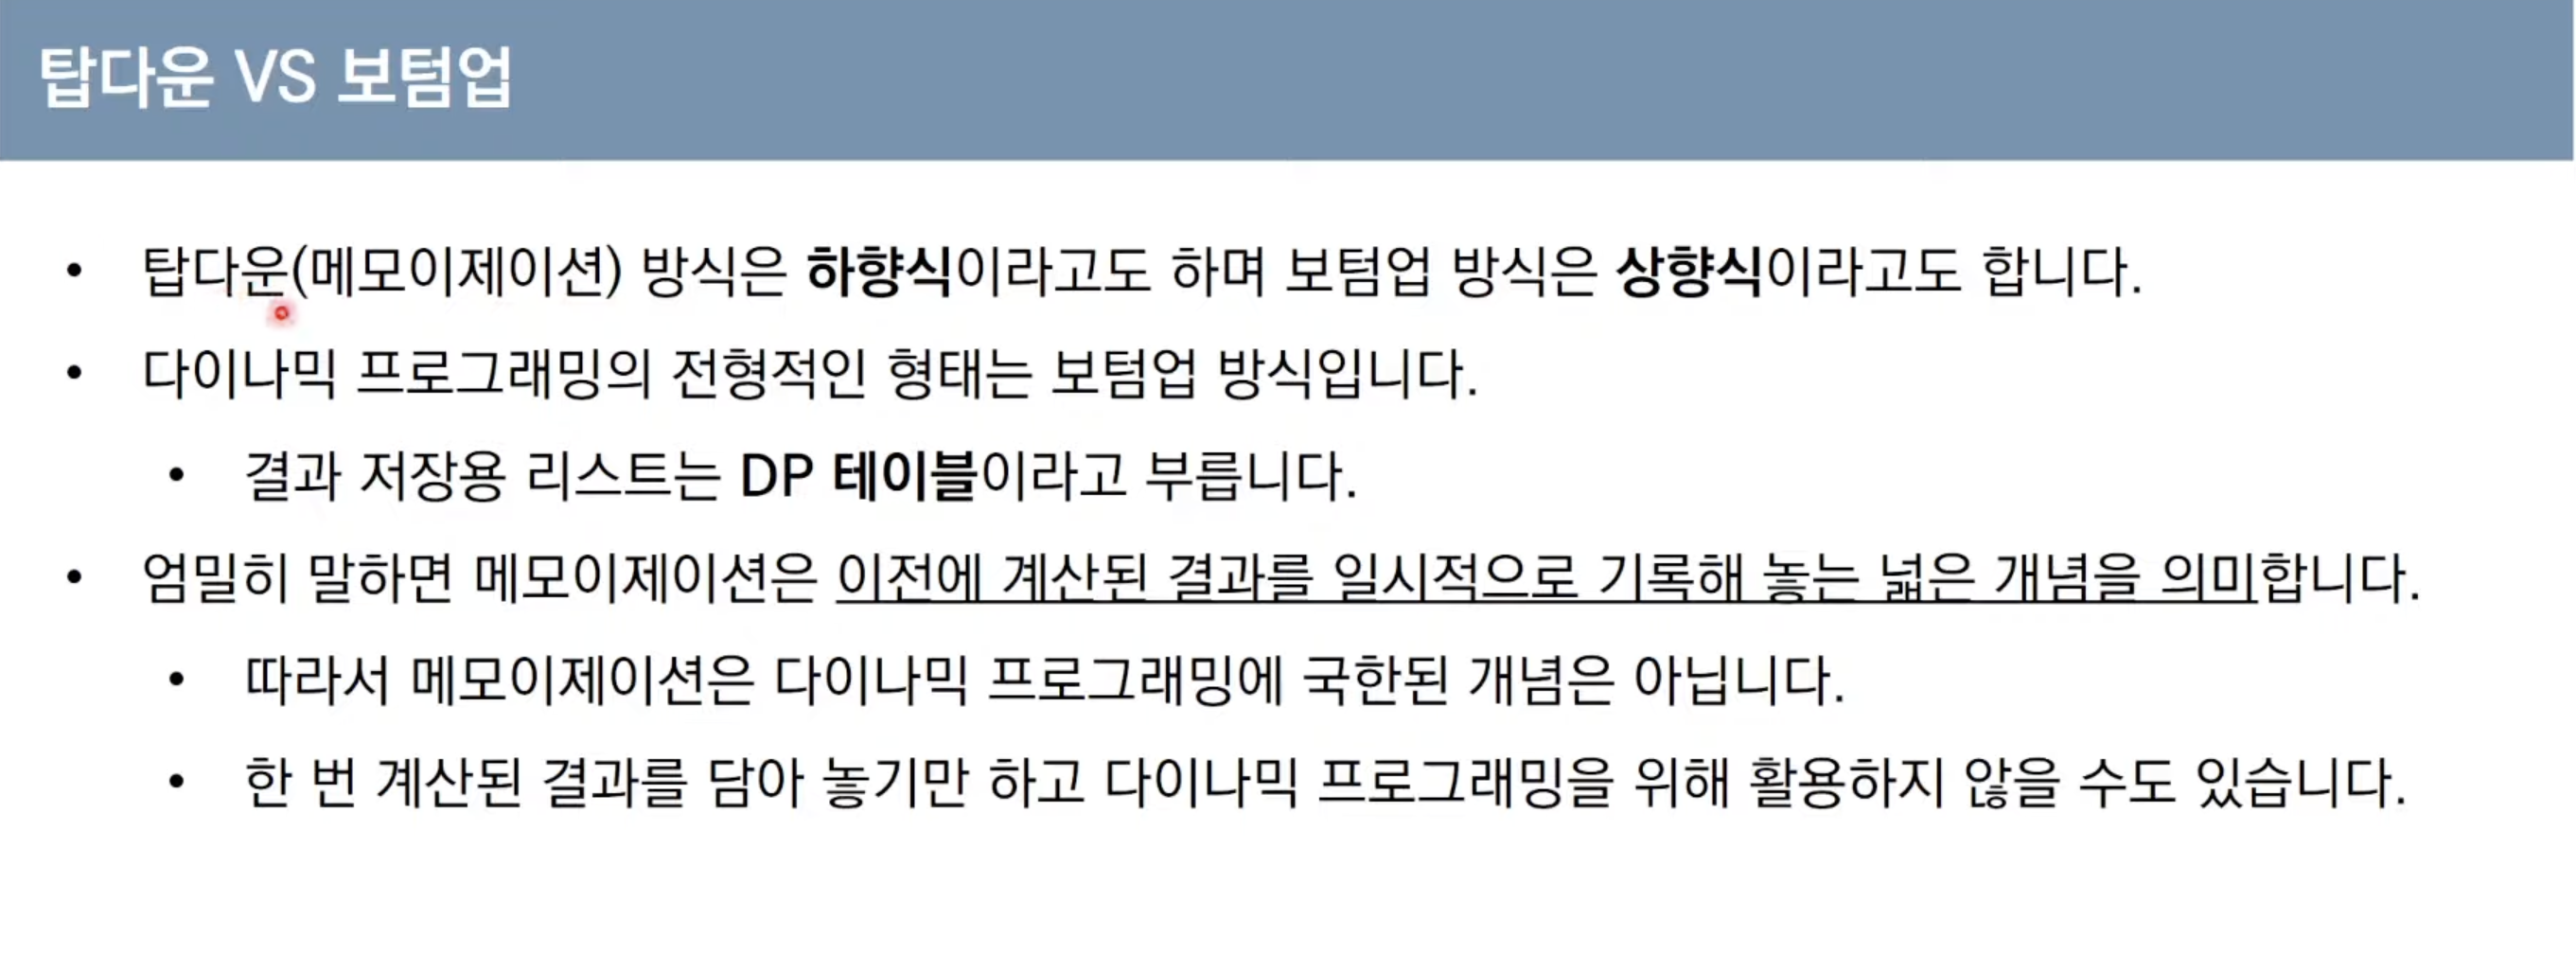 탑다운 VS 보텀업
• 탑다운(메모이제이션) 방식은 하향식이라고도 하며 보텀업 방식은 상향식이라고도 합니다.
• 다이나믹 프로그래밍의 전형적인 형태는 보텀업 방식입니다.
• 결과 저장용 리스트는 DP 테이블이라고 부릅니다.
• 엄밀히 말하면 메모이제이션은 이전에 계산된 결과를 일시적으로 기록해 놓는 넓은 개념을 의미합니다.
• 따라서 메모이제이션은 다이나믹 프로그래밍에 국한된 개념은 아닙니다.
• 한 번 계산된 결과를 담아 놓기만 하고 다이나믹 프로그래밍을 위해 활용하지 않을 수도 있습니다.